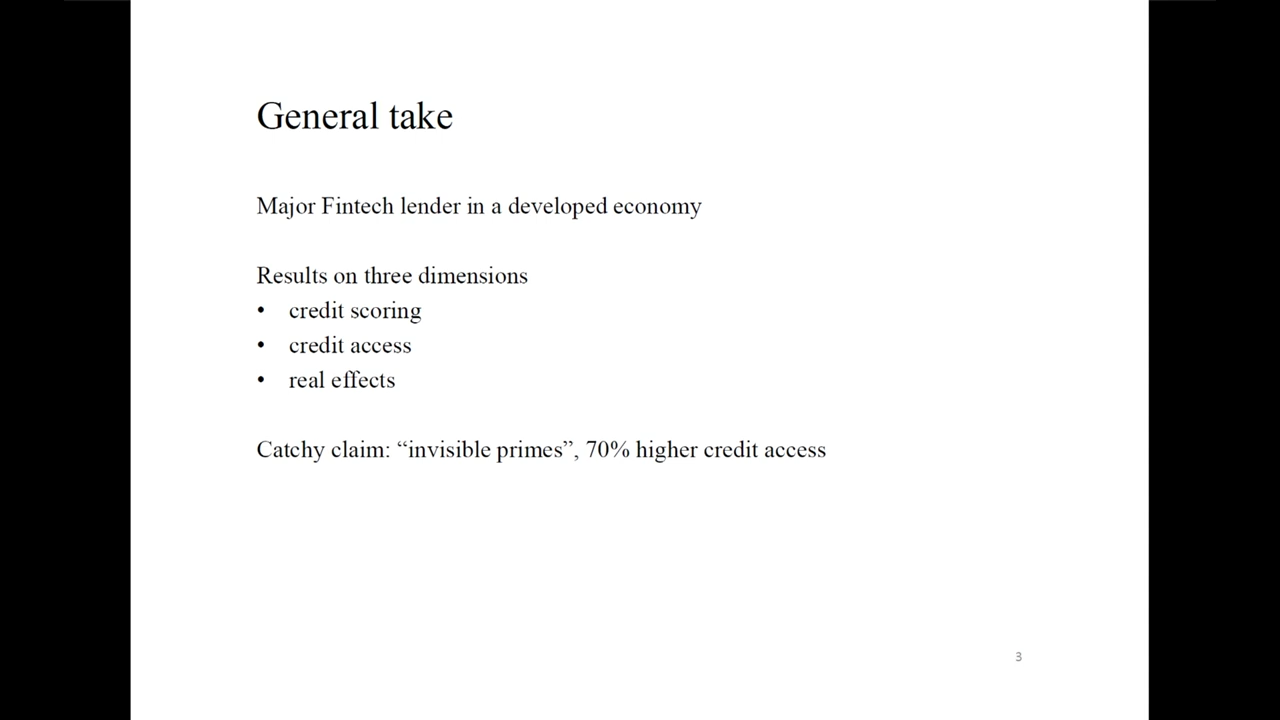 General take
Major Fintech lender in a developed economy
Results on three dimensions
• credit scoring
• credit access
• real effects
Catchy claim: “invisible primes”, 70% higher credit access
3